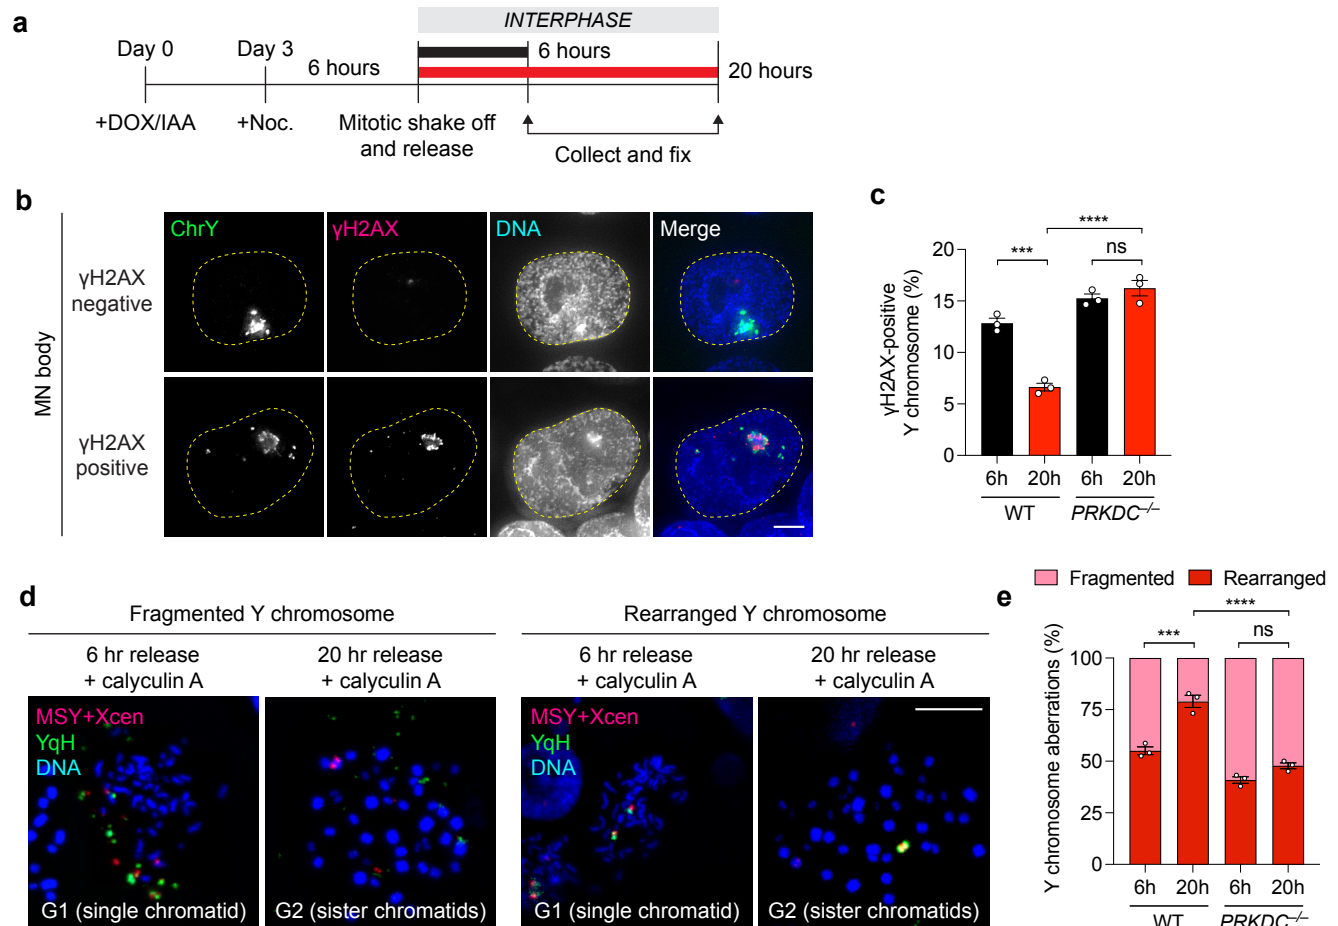 a
INTERPHASE
Day 0
Day 3
6 hours
6 hours
20 hours
+DOX/IAA
+Noc.
Mitotic shake off
and release
Collect and fix
b
ChrY
γH2AX
DNA
Merge
MN body
γH2AX
negative
γH2AX
positive
c
γH2AX-positive
Y chromosome (%)
20
15
10
5
0
***
****
ns
6h
20h
6h
20h
WT
PRKDC–/–
d
Fragmented Y chromosome
Rearranged Y chromosome
6 hr release
+ calyculin A
20 hr release
+ calyculin A
6 hr release
+ calyculin A
20 hr release
+ calyculin A
MSY+Xcen
YqH
DNA
MSY+Xcen
YqH
DNA
G1 (single chromatid)
G2 (sister chromatids)
G1 (single chromatid)
G2 (sister chromatids)
Fragmented
Rearranged
e
Y chromosome aberrations (%)
100
75
50
25
0
***
****
ns
6h
20h
6h
20h
WT
PRKDC–/–